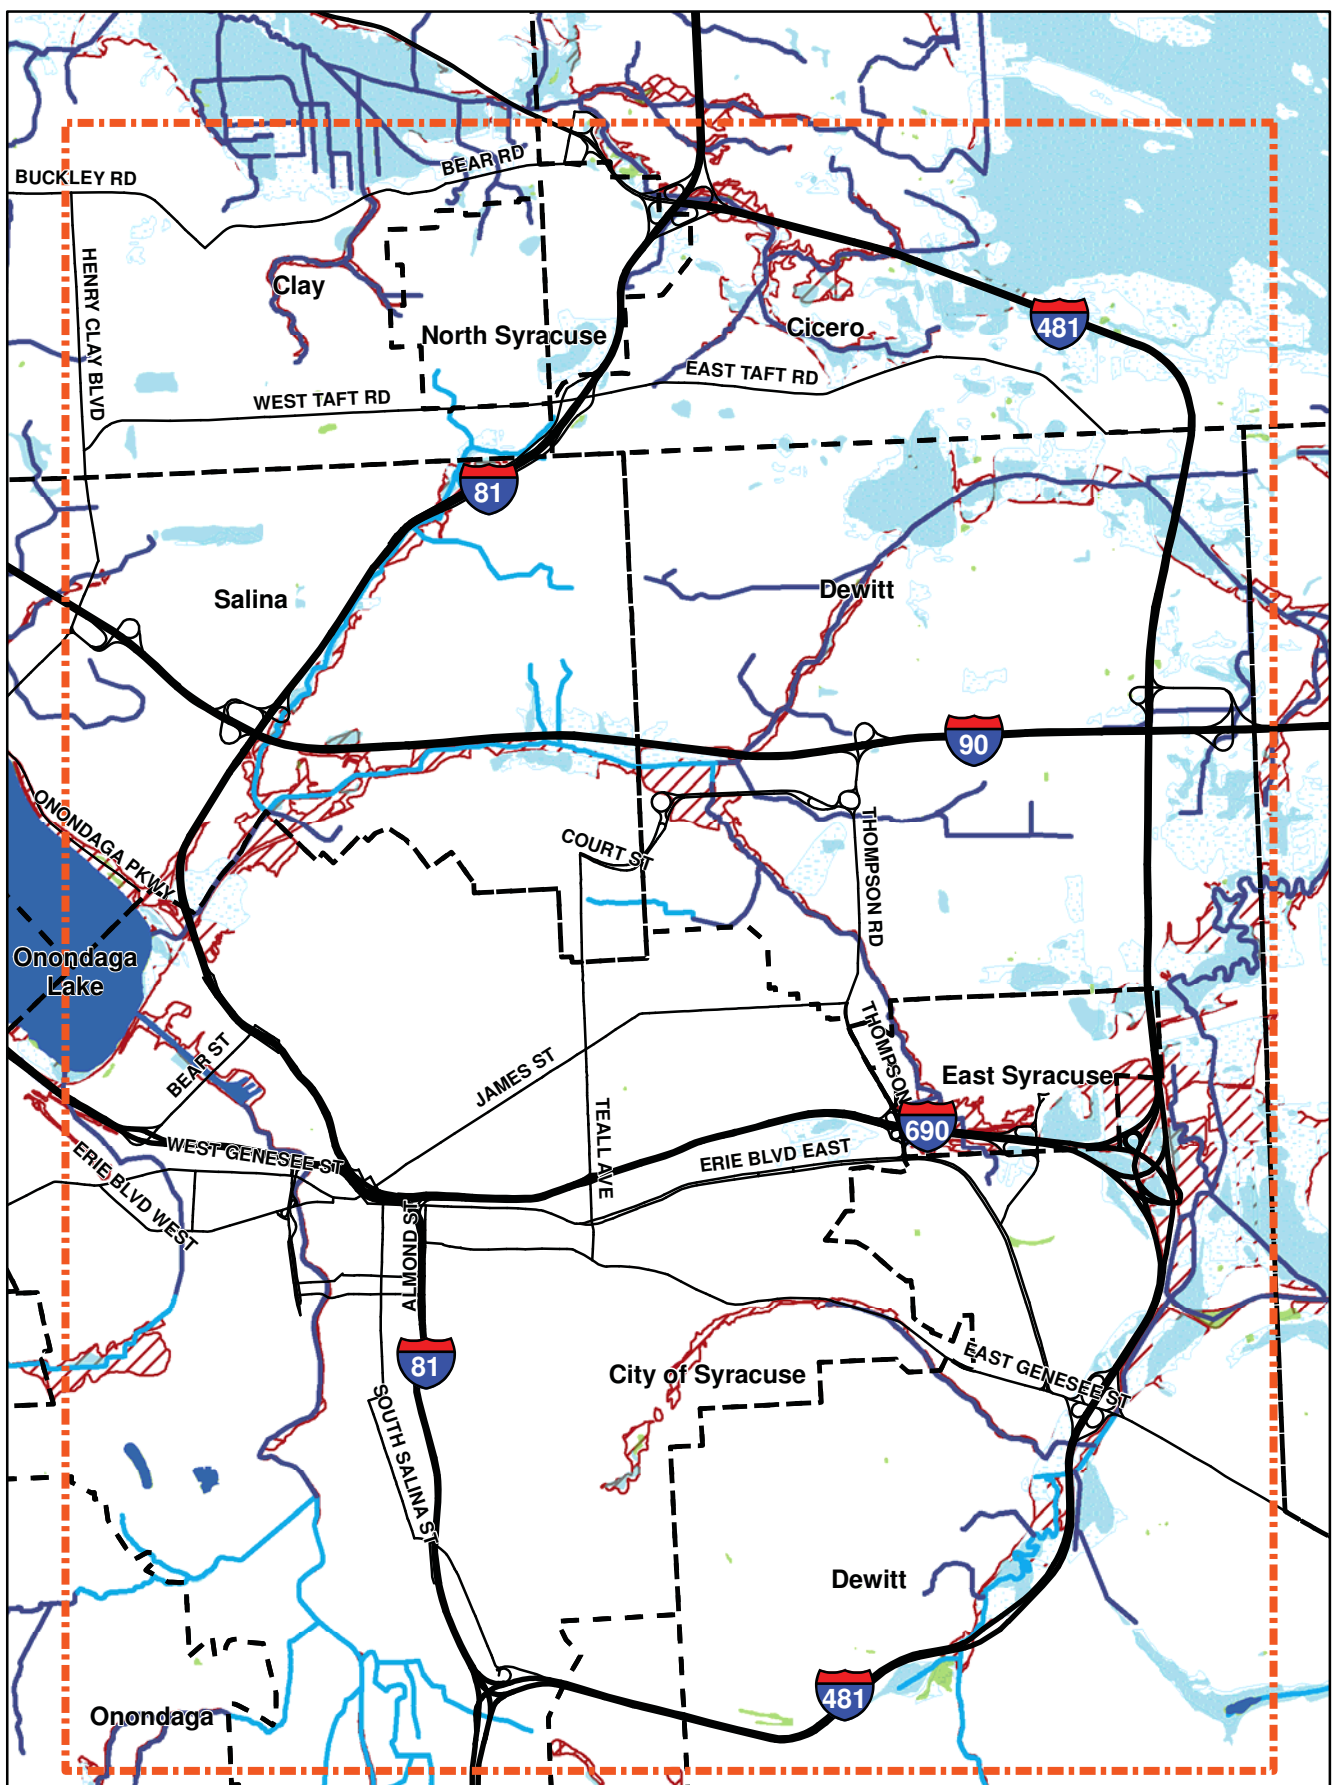 BUCKLEY RD
BEAR RD
HENRY CLAY BLVD
Clay
North Syracuse
Cicero
481
EAST TAFT RD
WEST TAFT RD
81
Salina
Dewitt
90
ONONDAGA PKWY
COURT ST
THOMPSON RD
Onondaga
Lake
THOMPSON
BEAR ST
JAMES ST
East Syracuse
TEALL AVE
690
WEST GENESEE ST
ERIE BLVD EAST
ERIE BLVD WEST
ALMOND ST
81
City of Syracuse
EAST GENESEE ST
SOUTH SALINA ST
Dewitt
481
Onondaga